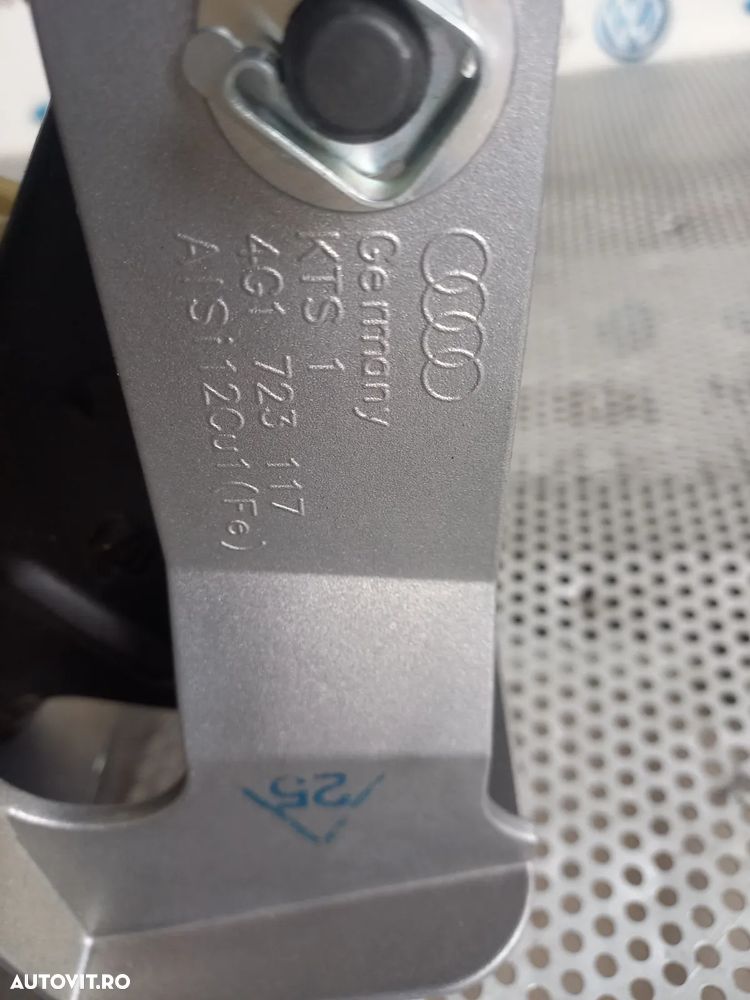 Germany
KTS 1
4G1 723 117
AlSi12Cu1(Fe)
25
AUTOVIT.RO